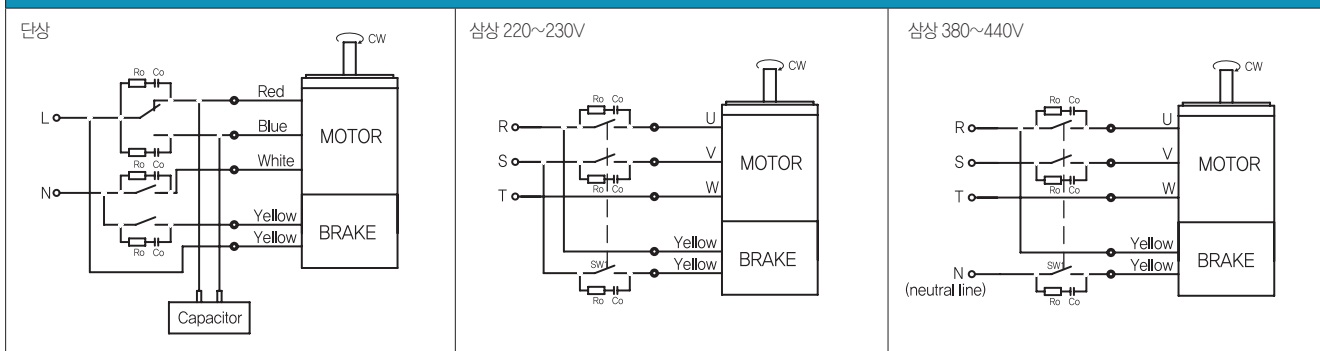 단상
CW
Ro Co
Red
L
Blue
MOTOR
Ro Co
White
Ro Co
N
Yellow
BRAKE
Yellow
Ro Co
Capacitor
삼상 220~230V
CW
Ro Co
R
U
MOTOR
S
V
Ro Co
T
W
Yellow
BRAKE
SW1
Yellow
Ro Co
삼상 380~440V
CW
Ro Co
R
U
MOTOR
S
V
Ro Co
T
W
Yellow
BRAKE
SW1
Yellow
N
(neutral line)
Ro Co